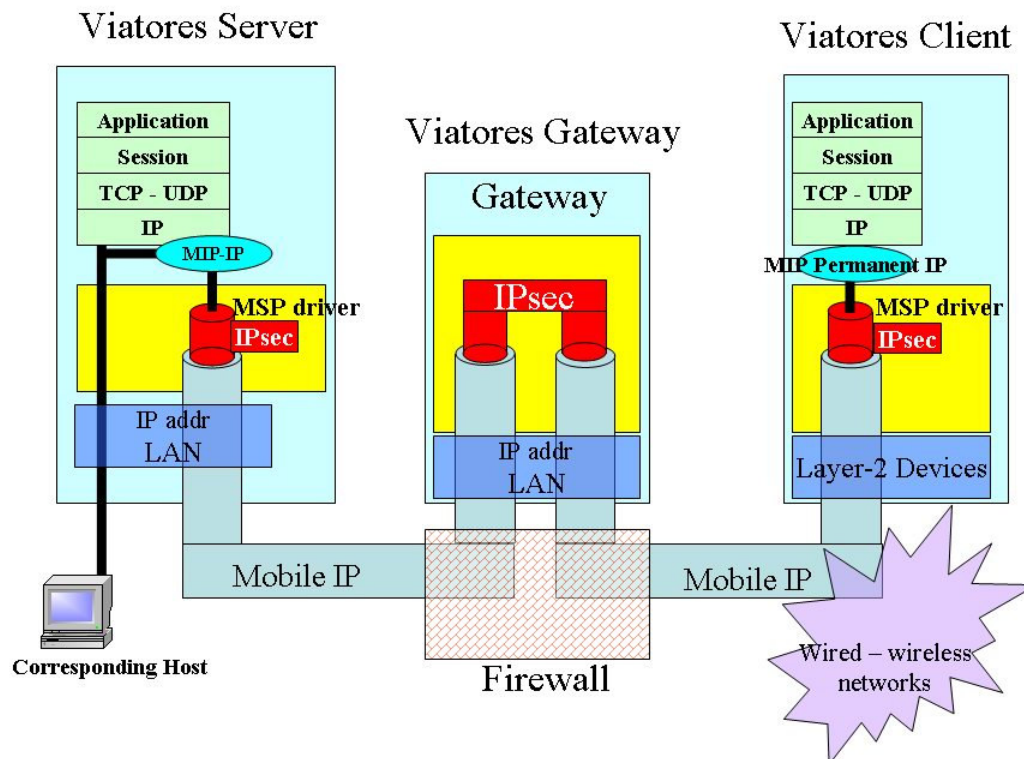 Viatores Server
Application
Session
TCP - UDP
IP
MIP-IP
MSP driver
IPsec
IP addr
LAN
Mobile IP
Corresponding Host
Viatores Gateway
Gateway
IPsec
IP addr
LAN
Firewall
Viatores Client
Application
Session
TCP - UDP
IP
MIP Permanent IP
MSP driver
IPsec
Layer-2 Devices
Mobile IP
Wired – wireless
networks